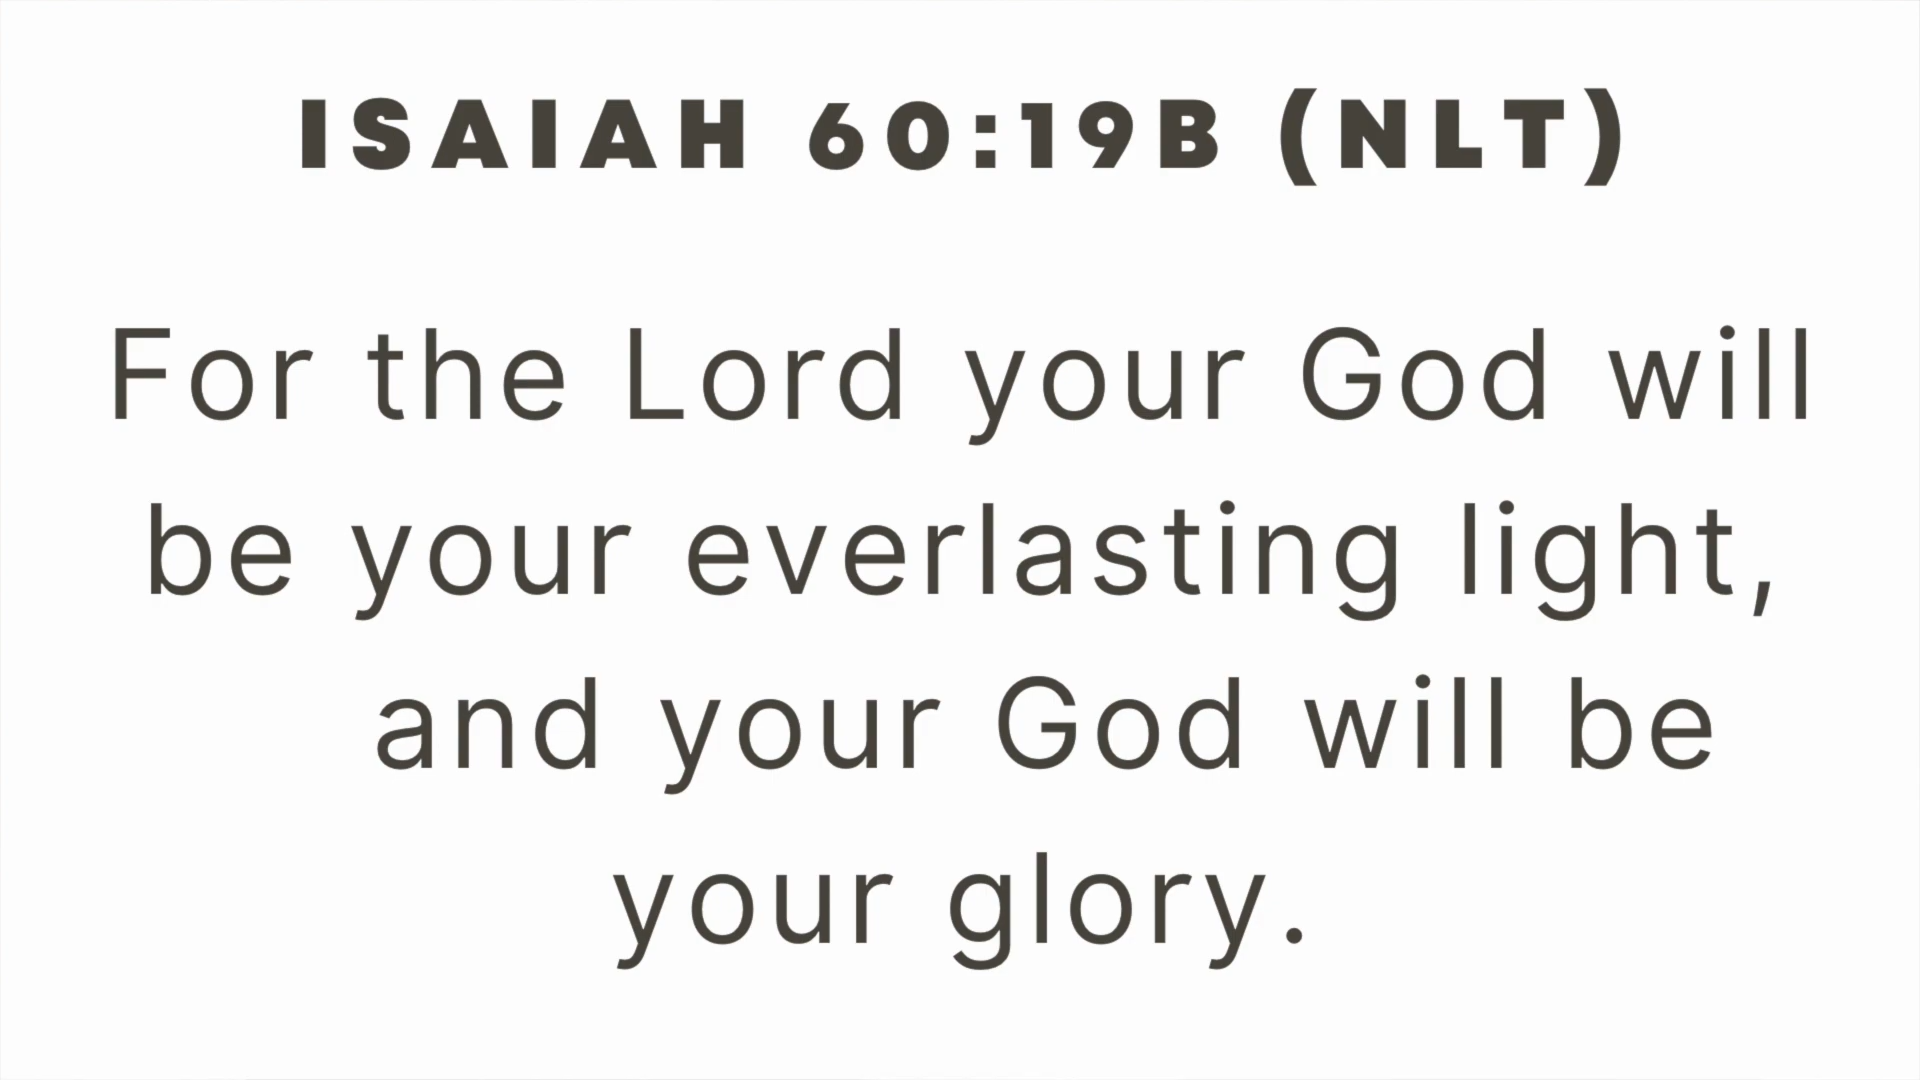 ISAIAH 60:19B (NLT)
For the Lord your God will
be your everlasting light,
and your God will be
your glory.